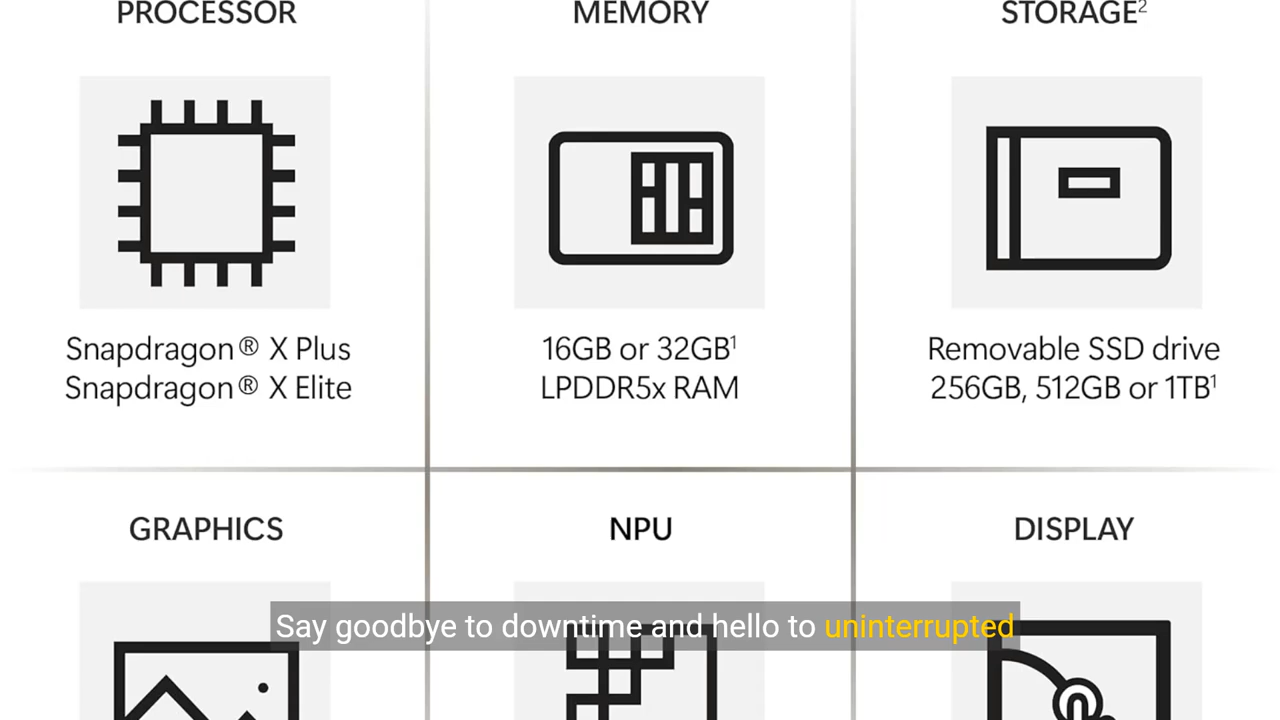 PROCESSOR
MEMORY
STORAGE²
Snapdragon® X Plus
Snapdragon® X Elite
16GB or 32GB¹
LPDDR5x RAM
Removable SSD drive
256GB, 512GB or 1TB¹
GRAPHICS
NPU
DISPLAY
Say goodbye to downtime and hello to uninterrupted